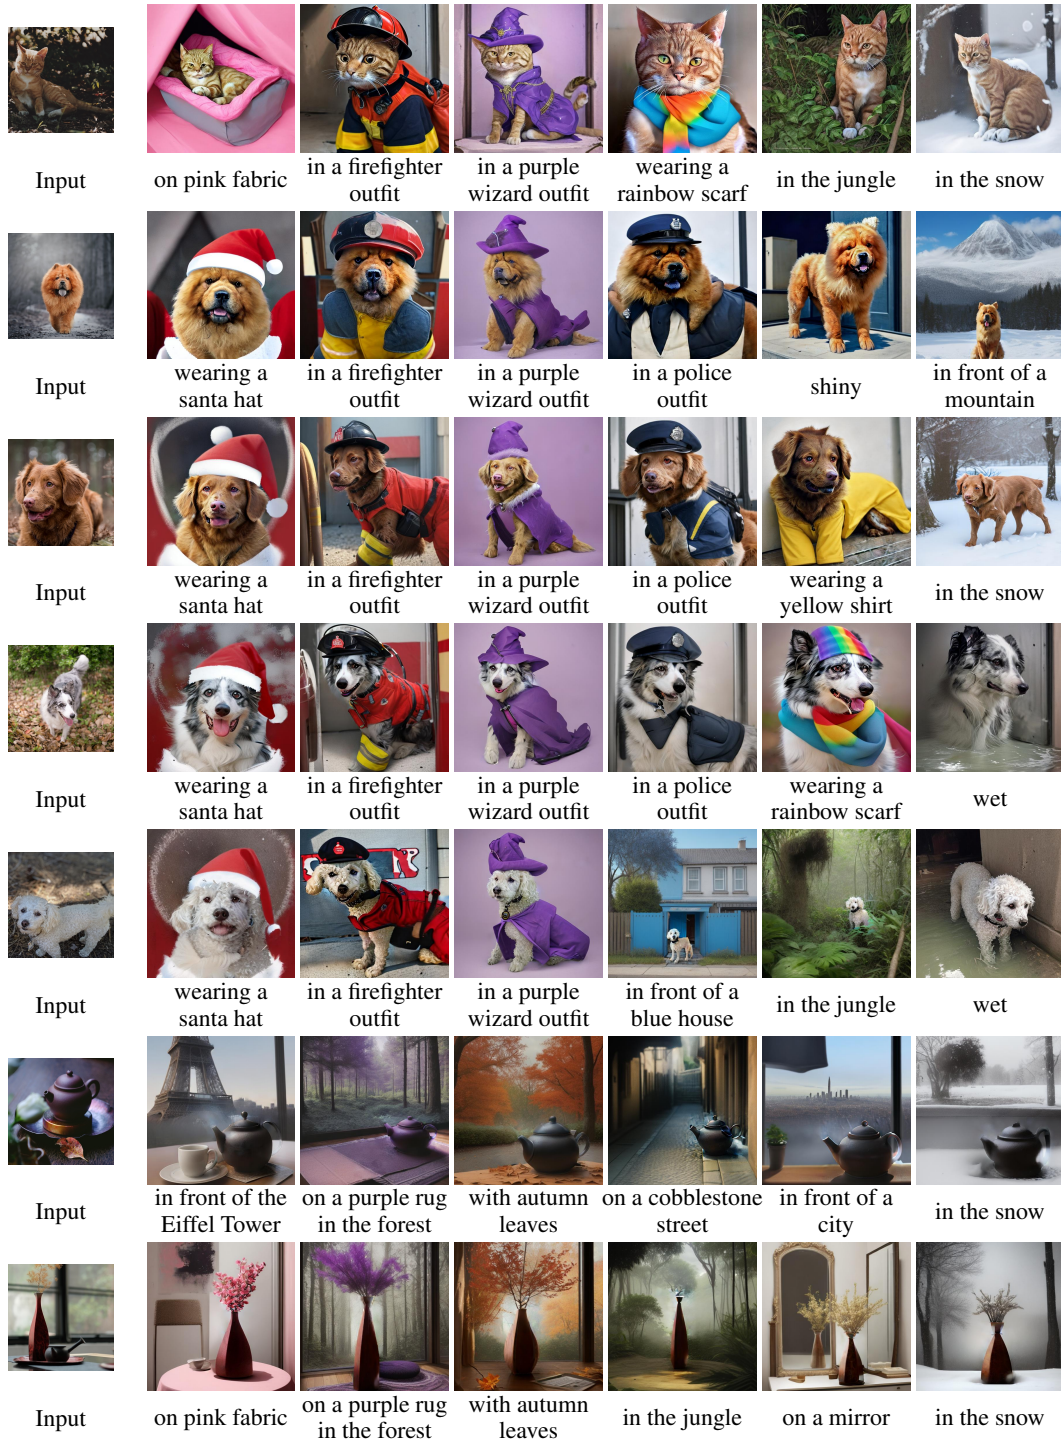 Input
on pink fabric
in a firefighter
outfit
in a purple
wizard outfit
wearing a
rainbow scarf
in the jungle
in the snow
Input
wearing a
santa hat
in a firefighter
outfit
in a purple
wizard outfit
in a police
outfit
shiny
in front of a
mountain
Input
wearing a
santa hat
in a firefighter
outfit
in a purple
wizard outfit
in a police
outfit
wearing a
yellow shirt
in the snow
Input
wearing a
santa hat
in a firefighter
outfit
in a purple
wizard outfit
in a police
outfit
wearing a
rainbow scarf
wet
Input
wearing a
santa hat
in a firefighter
outfit
in a purple
wizard outfit
in front of a
blue house
in the jungle
wet
Input
in front of the
Eiffel Tower
on a purple rug
in the forest
with autumn
leaves
on a cobblestone
street
in front of a
city
in the snow
Input
on pink fabric
on a purple rug
in the forest
with autumn
leaves
in the jungle
on a mirror
in the snow